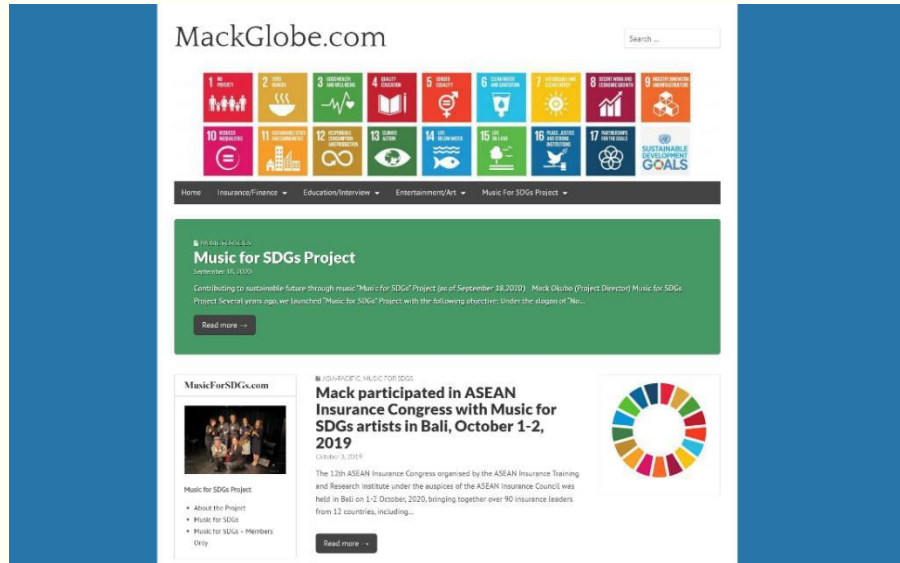 MackGlobe.com
Search ...
1 NO POVERTY
2 ZERO HUNGER
3 GOOD HEALTH AND WELL-BEING
4 QUALITY EDUCATION
5 GENDER EQUALITY
6 CLEAN WATER AND SANITATION
7 AFFORDABLE AND CLEAN ENERGY
8 DECENT WORK AND ECONOMIC GROWTH
9 INDUSTRY, INNOVATION AND INFRASTRUCTURE
10 REDUCED INEQUALITIES
11 SUSTAINABLE CITIES AND COMMUNITIES
12 RESPONSIBLE CONSUMPTION AND PRODUCTION
13 CLIMATE ACTION
14 LIFE BELOW WATER
15 LIFE ON LAND
16 PEACE, JUSTICE AND STRONG INSTITUTIONS
17 PARTNERSHIPS FOR THE GOALS
SUSTAINABLE
DEVELOPMENT
GOALS
Home Insurance/Finance Education/Interview Entertainment/Art Music For SDGs Project
MUSIC FOR SDGS
Music for SDGs Project
September 18, 2020
Contributing to sustainable future through music "Music for SDGs" Project (as of September 18,2020) Mack Okubo (Project Director) Music for SDGs
Project Several years ago, we launched "Music for SDGs" Project with the following objective: Under the slogan of "No...
Read more →
MusicForSDGs.com
Music for SDGs Project
About the Project
Music for SDGs
Music for SDGs – Members
Only
ASIA-PACIFIC, MUSIC FOR SDGS
Mack participated in ASEAN
Insurance Congress with Music for
SDGs artists in Bali, October 1-2,
2019
October 3, 2019
The 12th ASEAN Insurance Congress organised by the ASEAN Insurance Training
and Research Institute under the auspices of the ASEAN Insurance Council was
held in Bali on 1-2 October, 2020, bringing together over 90 insurance leaders
from 12 countries, including...
Read more →